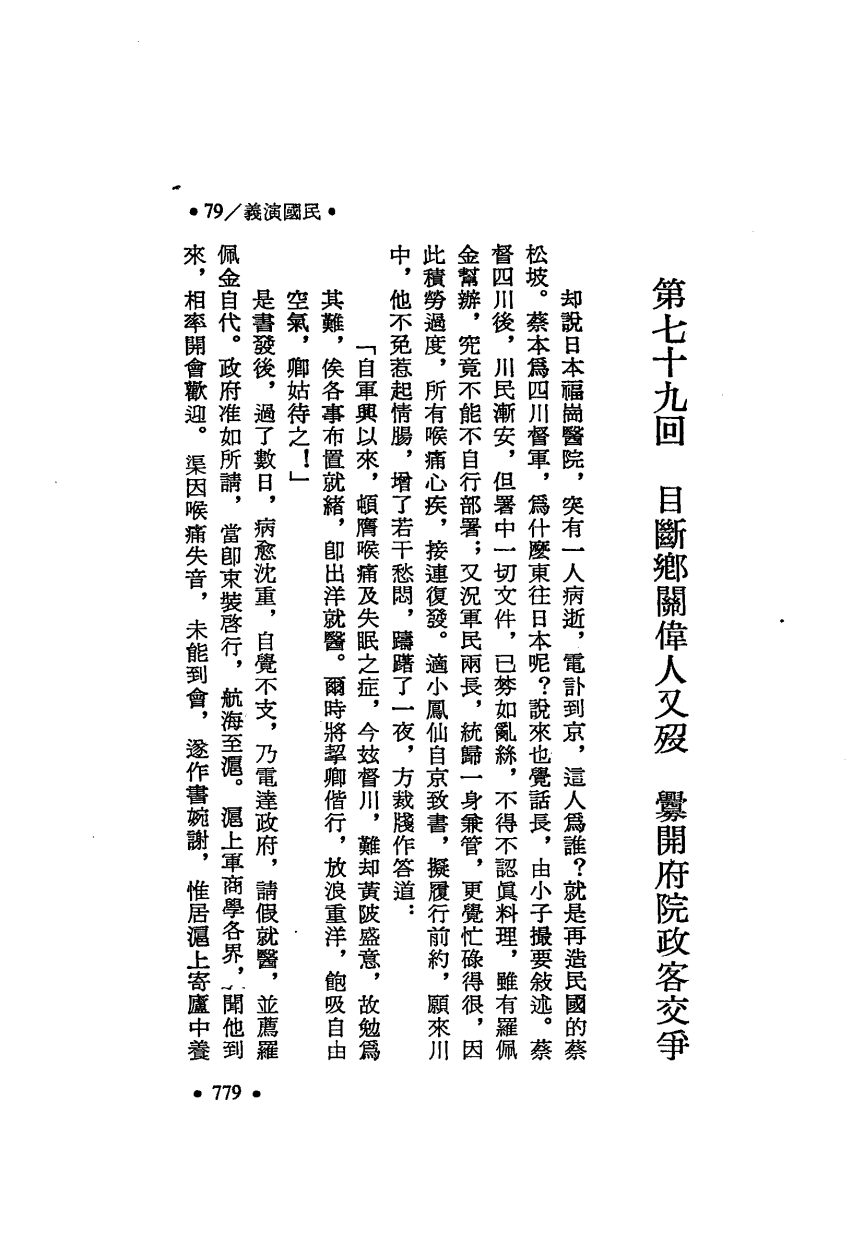 •79/義演國民•
第七十九回　目斷鄉關偉人又歿　釁開府院政客交爭
却說日本福崗醫院，突有一人病逝，電訃到京，這人爲誰？就是再造民國的蔡
松坡。蔡本爲四川督軍，爲什麽東往日本呢？說來也覺話長，由小子撮要敍述。蔡
督四川後，川民漸安，但署中一切文件，已棼如亂絲，不得不認眞料理，雖有羅佩
金幫辦，究竟不能不自行部署；又況軍民兩長，統歸一身兼管，更覺忙碌得很，因
此積勞過度，所有喉痛心疾，接連復發。適小鳳仙自京致書，擬履行前約，願來川
中，他不免惹起情腸，增了若干愁悶，躊躇了一夜，方裁牋作答道：
「自軍興以來，頓膺喉痛及失眠之症，今玆督川，難却黃陂盛意，故勉爲
其難，俟各事布置就緒，卽出洋就醫。爾時將挈卿偕行，放浪重洋，飽吸自由
空氣，卿姑待之！」
是書發後，過了數日，病愈沈重，自覺不支，乃電達政府，請假就醫，並薦羅
佩金自代。政府准如所請，當卽束裝啓行，航海至滬。滬上軍商學各界，聞他到
來，相率開會歡迎。渠因喉痛失音，未能到會，遂作書婉謝，惟居滬上寄廬中養
•779•